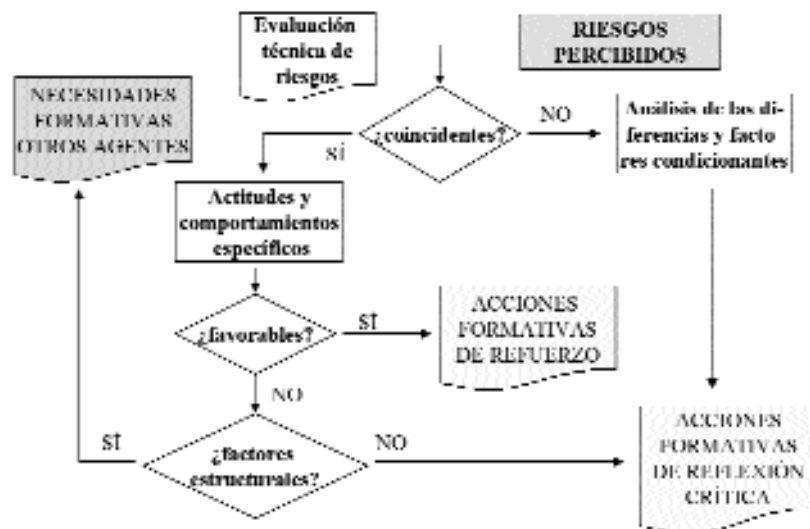 Evaluación
técnica de
riesgos
RIESGOS
PERCIBIDOS
NECESIDADES
FORMATIVAS
OTROS AGENTES
¿coincidentes?
NO
Análisis de las di-
ferencias y facto
res condicionantes
SÍ
Actitudes y
comportamientos
específicos
¿favorables?
SÍ
ACCIONES
FORMATIVAS
DE REFUERZO
NO
SÍ
¿factores
estructurales?
NO
ACCIONES
FORMATIVAS
DE REFLEXIÓN
CRÍTICA